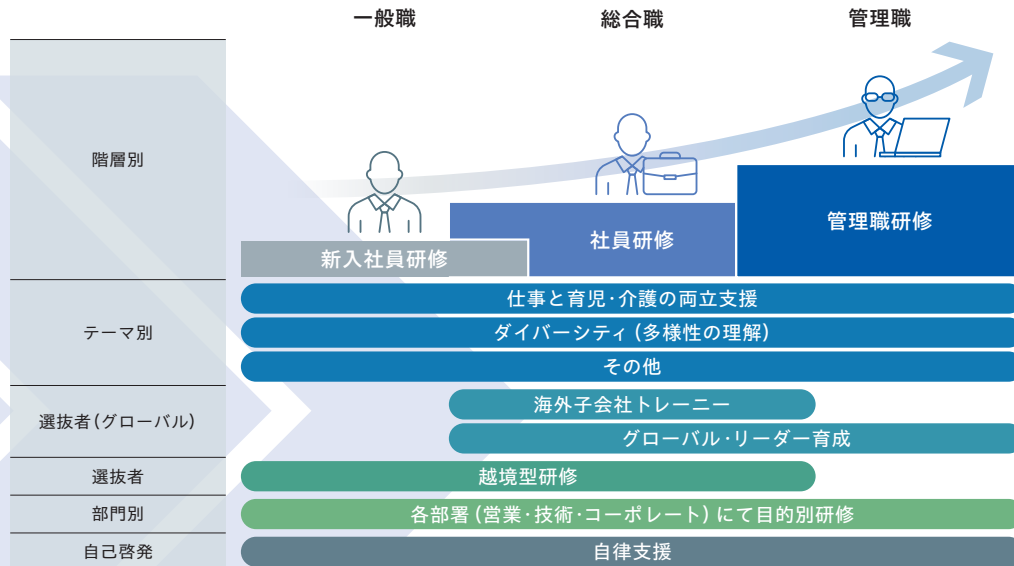 一般職
総合職
管理職
階層別
新入社員研修
社員研修
管理職研修
テーマ別
仕事と育児・介護の両立支援
ダイバーシティ(多様性の理解)
その他
選抜者(グローバル)
海外子会社トレーニー
グローバル・リーダー育成
選抜者
越境型研修
部門別
各部署(営業・技術・コーポレート)にて目的別研修
自己啓発
自律支援